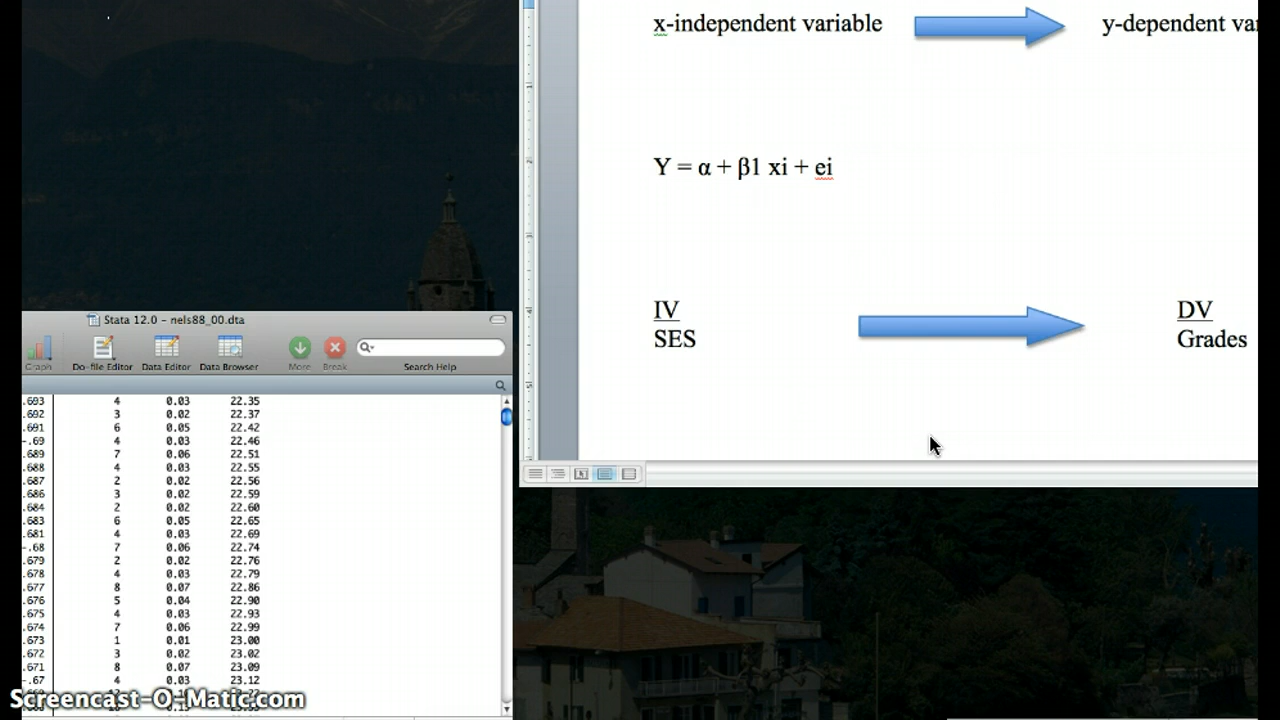 x-independent variable
y-dependent var
Y = α + β1 xi + ei
IV
SES
DV
Grades
Stata 12.0 - nels88_00.dta
Graph
Do-file Editor
Data Editor
Data Browser
More
Break
Search Help
.693 4 0.03 22.35
.692 3 0.02 22.37
.691 6 0.05 22.42
-.69 4 0.03 22.46
.689 7 0.06 22.51
.688 4 0.03 22.55
.687 2 0.02 22.56
.686 3 0.02 22.59
.684 2 0.02 22.60
.683 6 0.05 22.65
.681 4 0.03 22.69
-.68 7 0.06 22.74
.679 2 0.02 22.76
.678 4 0.03 22.79
.677 8 0.07 22.86
.676 5 0.04 22.90
.675 4 0.03 22.93
.674 7 0.06 22.99
.673 1 0.01 23.00
.672 3 0.02 23.02
.671 8 0.07 23.09
-.67 4 0.03 23.12
Screencast-O-Matic.com